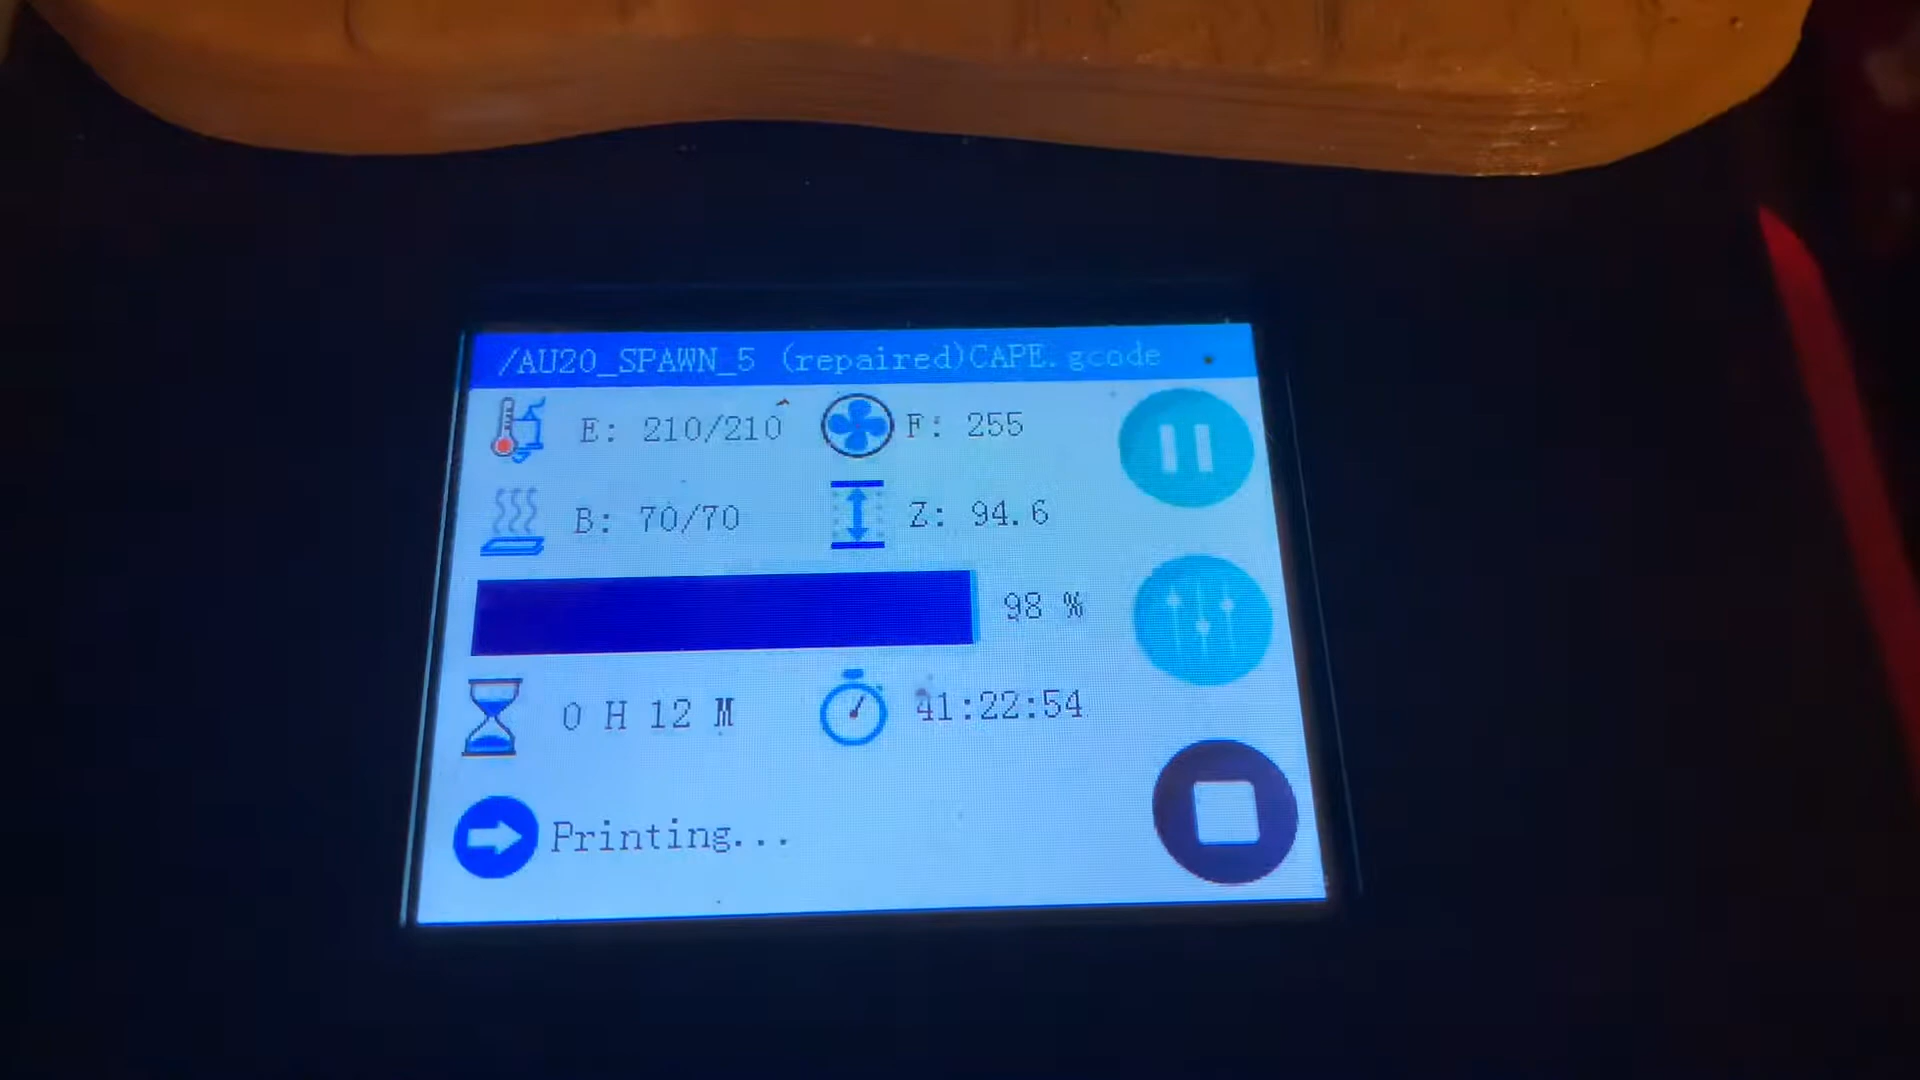 /AU20_SPAWN_5 (repaired)CAPE.gcode
E: 210/210 F: 255
B: 70/70 Z: 94.6
98 %
0 H 12 M 41:22:54
Printing...